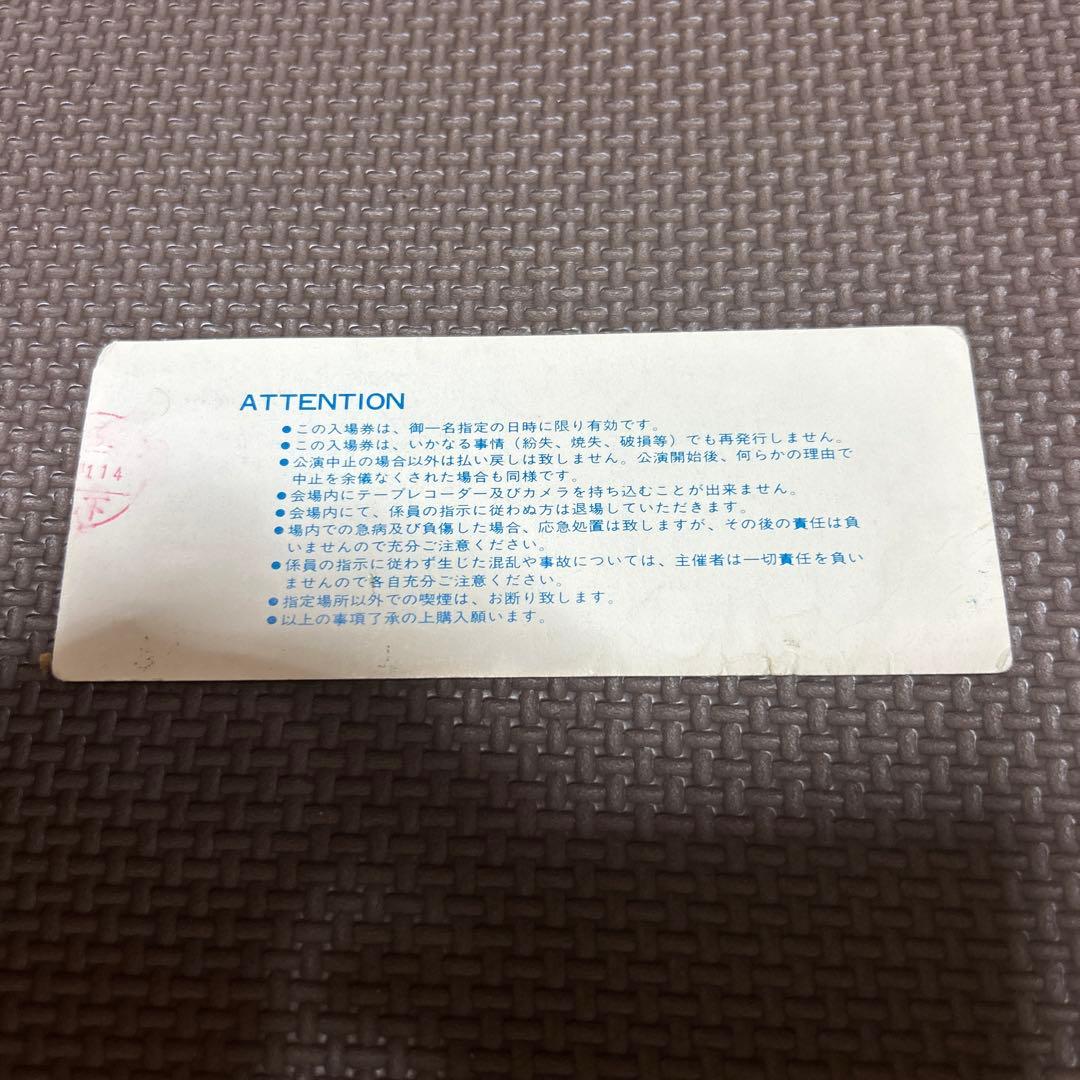 ATTENTION
●この入場券は、御一名指定の日時に限り有効です。
●この入場券は、いかなる事情（紛失、焼失、破損等）でも再発行しません。
●公演中止の場合以外は払い戻しは致しません。公演開始後、何らかの理由で
中止を余儀なくされた場合も同様です。
●会場内にテープレコーダー及びカメラを持ち込むことが出来ません。
●会場内にて、係員の指示に従わぬ方は退場していただきます。
●場内での急病及び負傷した場合、応急処置は致しますが、その後の責任は負
いませんので充分ご注意ください。
●係員の指示に従わず生じた混乱や事故については、主催者は一切責任を負い
ませんので各自充分ご注意ください。
●指定場所以外での喫煙は、お断り致します。
●以上の事項了承の上購入願います。
114
下